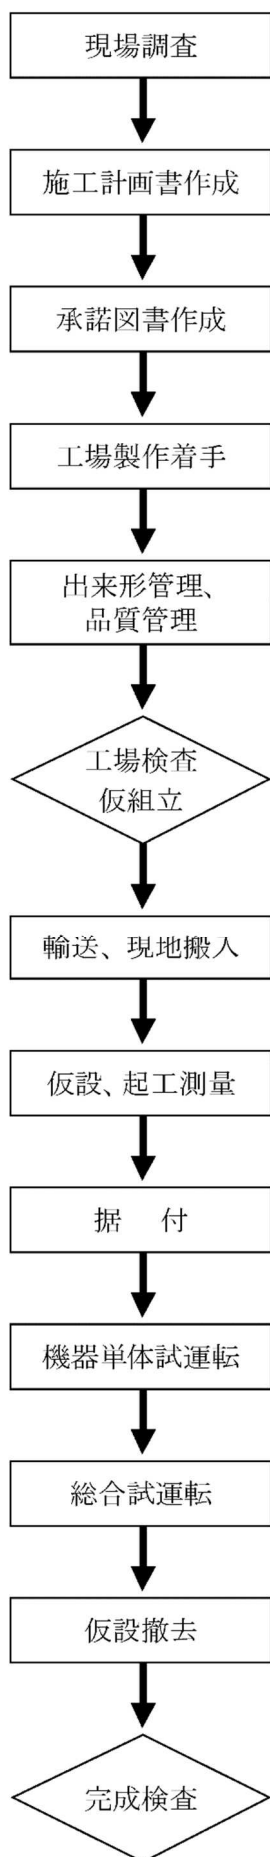 現場調査
施工計画書作成
承諾図書作成
工場製作着手
出来形管理、
品質管理
工場検査
仮組立
輸送、現地搬入
仮設、起工測量
据　付
機器単体試運転
総合試運転
仮設撤去
完成検査